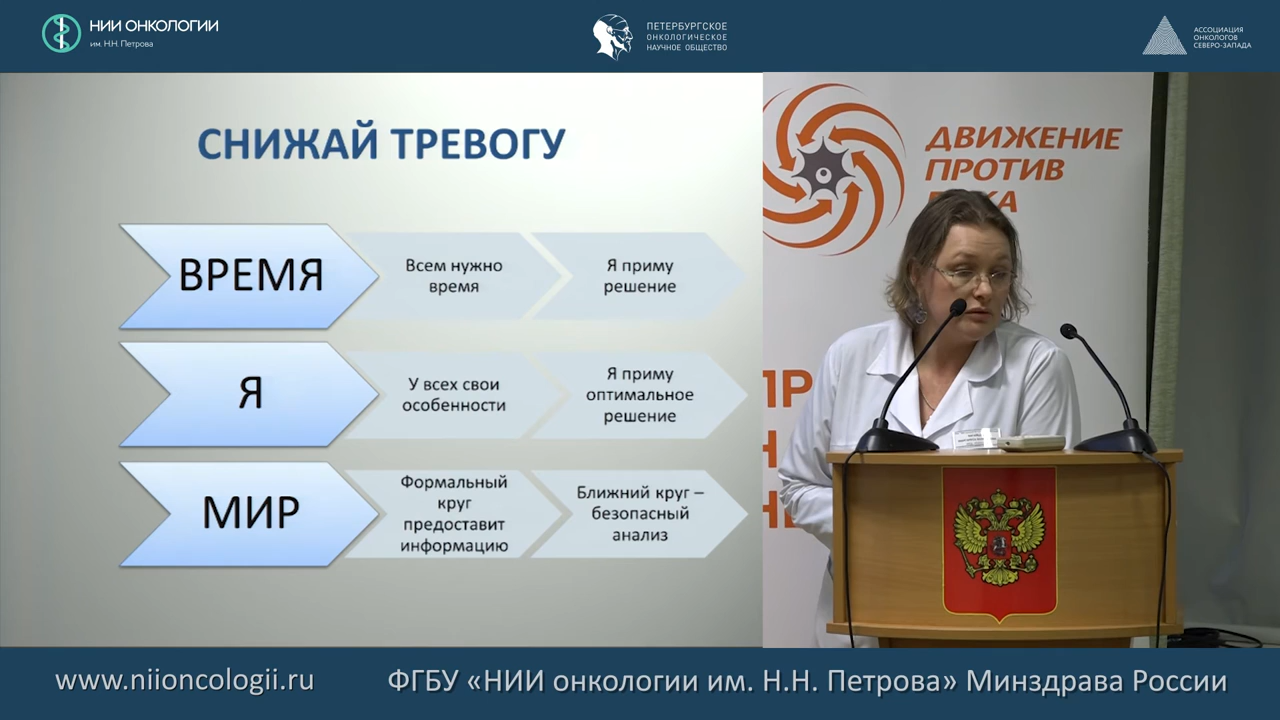 НИИ ОНКОЛОГИИ
им. Н.Н. Петрова
ПЕТЕРБУРГСКОЕ
ОНКОЛОГИЧЕСКОЕ
НАУЧНОЕ ОБЩЕСТВО
АССОЦИАЦИЯ
ОНКОЛОГОВ
СЕВЕРО-ЗАПАДА
СНИЖАЙ ТРЕВОГУ
ВРЕМЯ
Всем нужно
время
Я приму
решение
Я
У всех свои
особенности
Я приму
оптимальное
решение
МИР
Формальный
круг
предоставит
информацию
Ближний круг –
безопасный
анализ
ДВИЖЕНИЕ
ПРОТИВ
www.niioncologii.ru
ФГБУ «НИИ онкологии им. Н.Н. Петрова» Минздрава России